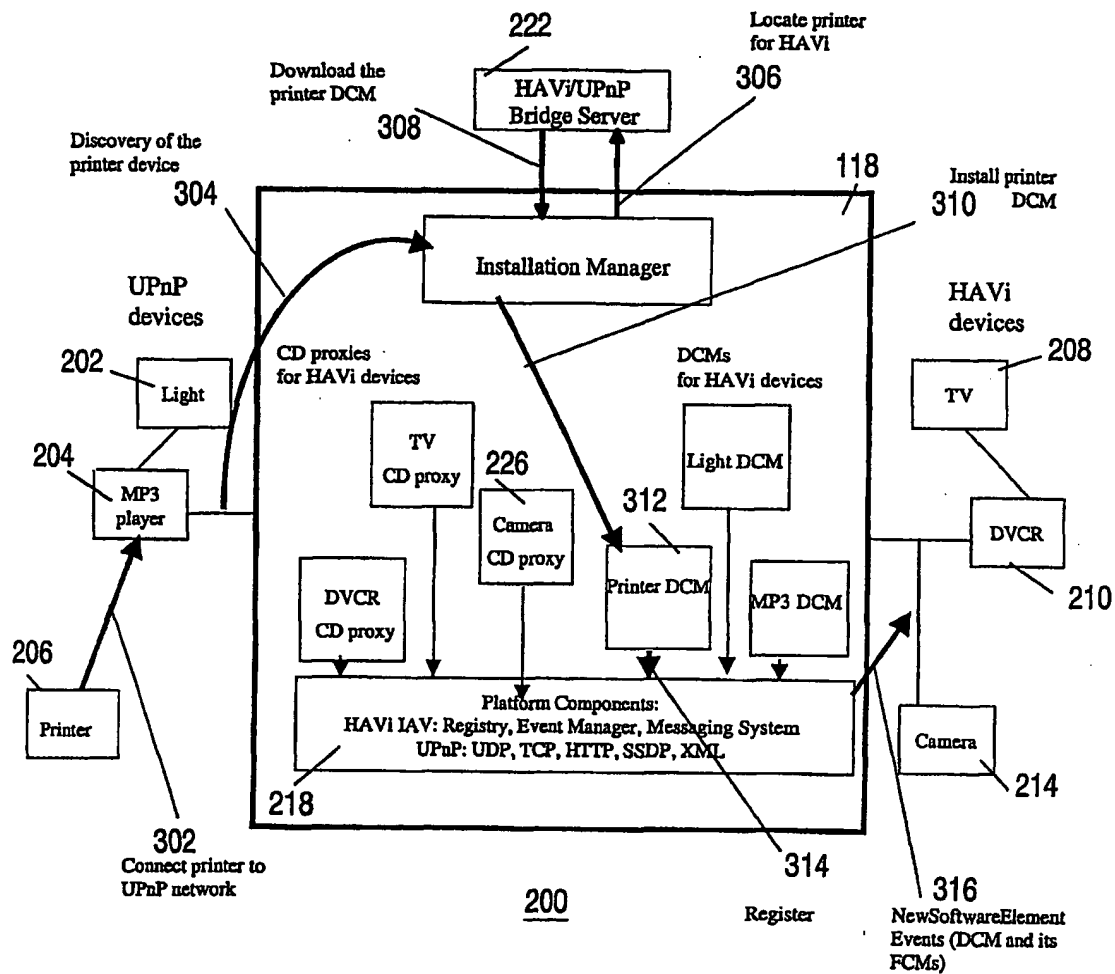 222
Locate printer
for HAVi
306
Download the
printer DCM
308
HAVi/UPnP
Bridge Server
Discovery of the
printer device
304
118
Install printer
310 DCM
Installation Manager
UPnP
devices
HAVi
devices
202
Light
CD proxies
for HAVi devices
DCMs
for HAVi devices
208
TV
204
MP3
player
TV
CD proxy
226
Camera
CD proxy
Light DCM
312
Printer DCM
MP3 DCM
DVCR
210
DVCR
CD proxy
206
Printer
Platform Components:
HAVi IAV: Registry, Event Manager, Messaging System
UPnP: UDP, TCP, HTTP, SSDP, XML
218
Camera
214
302
Connect printer to
UPnP network
200
314
Register
316
NewSoftwareElement
Events (DCM and its
FCMs)